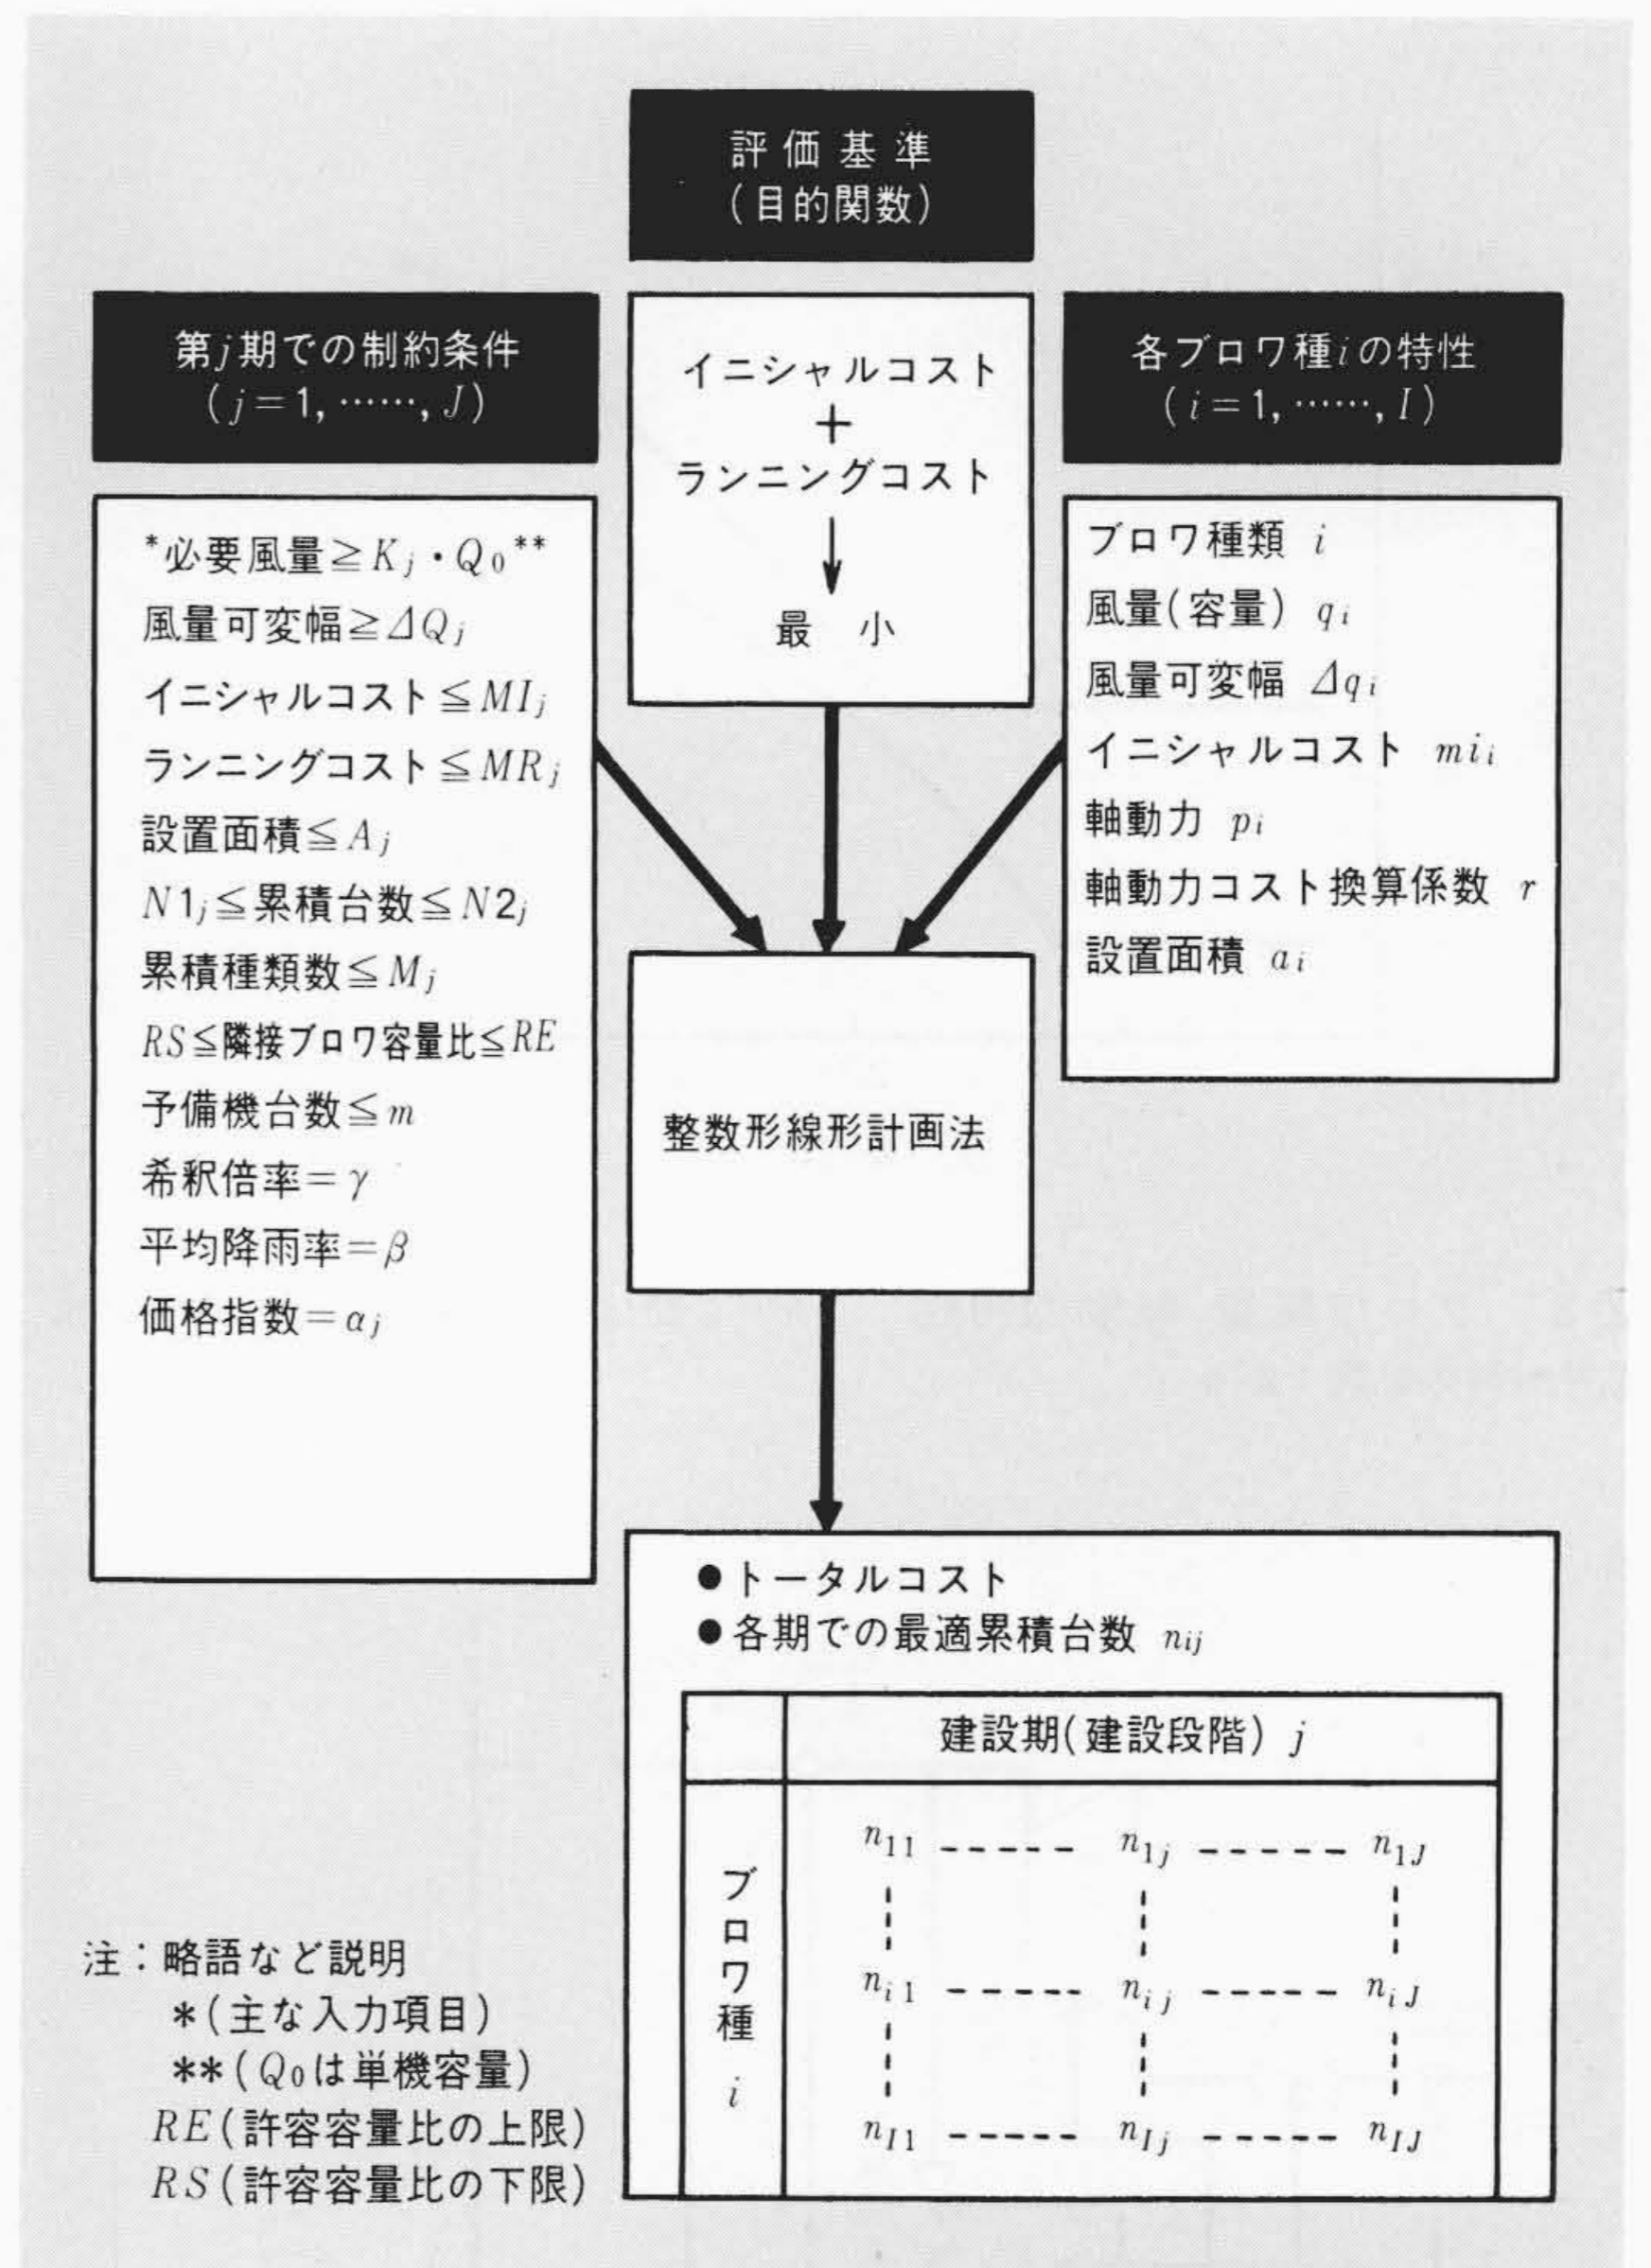 評価基準
(目的関数)
第j期での制約条件
(j=1, ……, J)
イニシャルコスト
+
ランニングコスト
最 小
各ブロワ種iの特性
(i=1, ……, I)
*必要風量≧Kj・Q0**
風量可変幅≧ΔQj
イニシャルコスト≦MIj
ランニングコスト≦MRj
設置面積≦Aj
N1j≦累積台数≦N2j
累積種類数≦Mj
RS≦隣接ブロワ容量比≦RE
予備機台数≦m
希釈倍率=γ
平均降雨率=β
価格指数=αj
ブロワ種類 i
風量(容量) qi
風量可変幅 Δqi
イニシャルコスト mii
軸動力 pi
軸動力コスト換算係数 r
設置面積 ai
整数形線形計画法
●トータルコスト
●各期での最適累積台数 nij
建設期(建設段階) j
ブロワ種 i
n11 ----- n1j ----- n1J
ni1 ----- nij ----- niJ
nI1 ----- nIj ----- nIJ
注:略語など説明
*(主な入力項目)
**(Q0は単機容量)
RE(許容容量比の上限)
RS(許容容量比の下限)